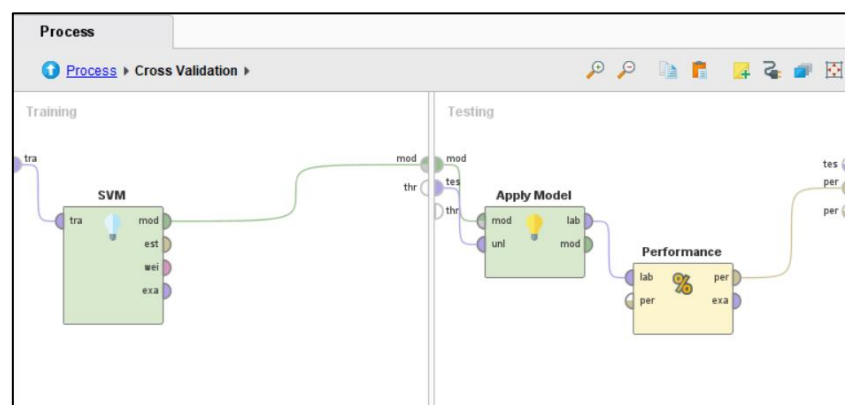 Process
Process ▸ Cross Validation ▸
Training
tra
mod
thr
SVM
tra
mod
est
wei
exa
Testing
mod
tes
thr
Apply Model
mod
lab
unl
mod
Performance
lab
per
%
per
exa
tes
per
per